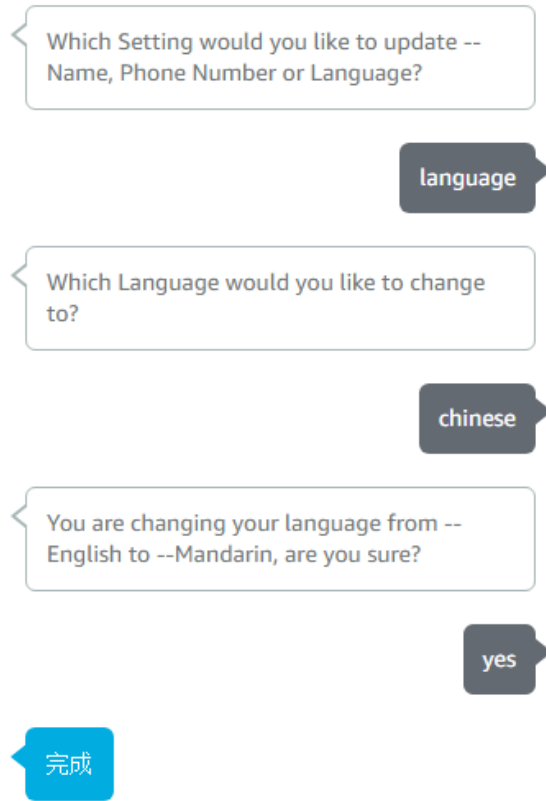 Which Setting would you like to update --
Name, Phone Number or Language?
language
Which Language would you like to change
to?
chinese
You are changing your language from --
English to --Mandarin, are you sure?
yes
完成